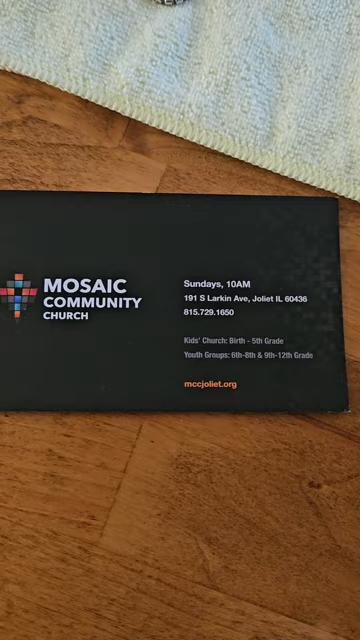 MOSAIC
COMMUNITY
CHURCH
Sundays, 10AM
191 S Larkin Ave, Joliet IL 60436
815.729.1650
Kids' Church: Birth - 5th Grade
Youth Groups: 6th-8th & 9th-12th Grade
mccjoliet.org